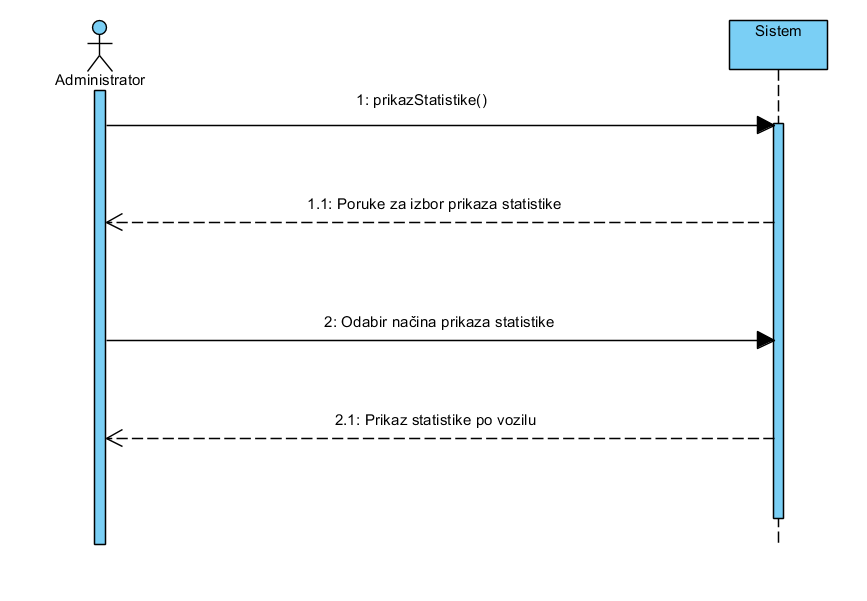 Sistem
Administrator
1: prikazStatistike()
1.1: Poruke za izbor prikaza statistike
2: Odabir načina prikaza statistike
2.1: Prikaz statistike po vozilu